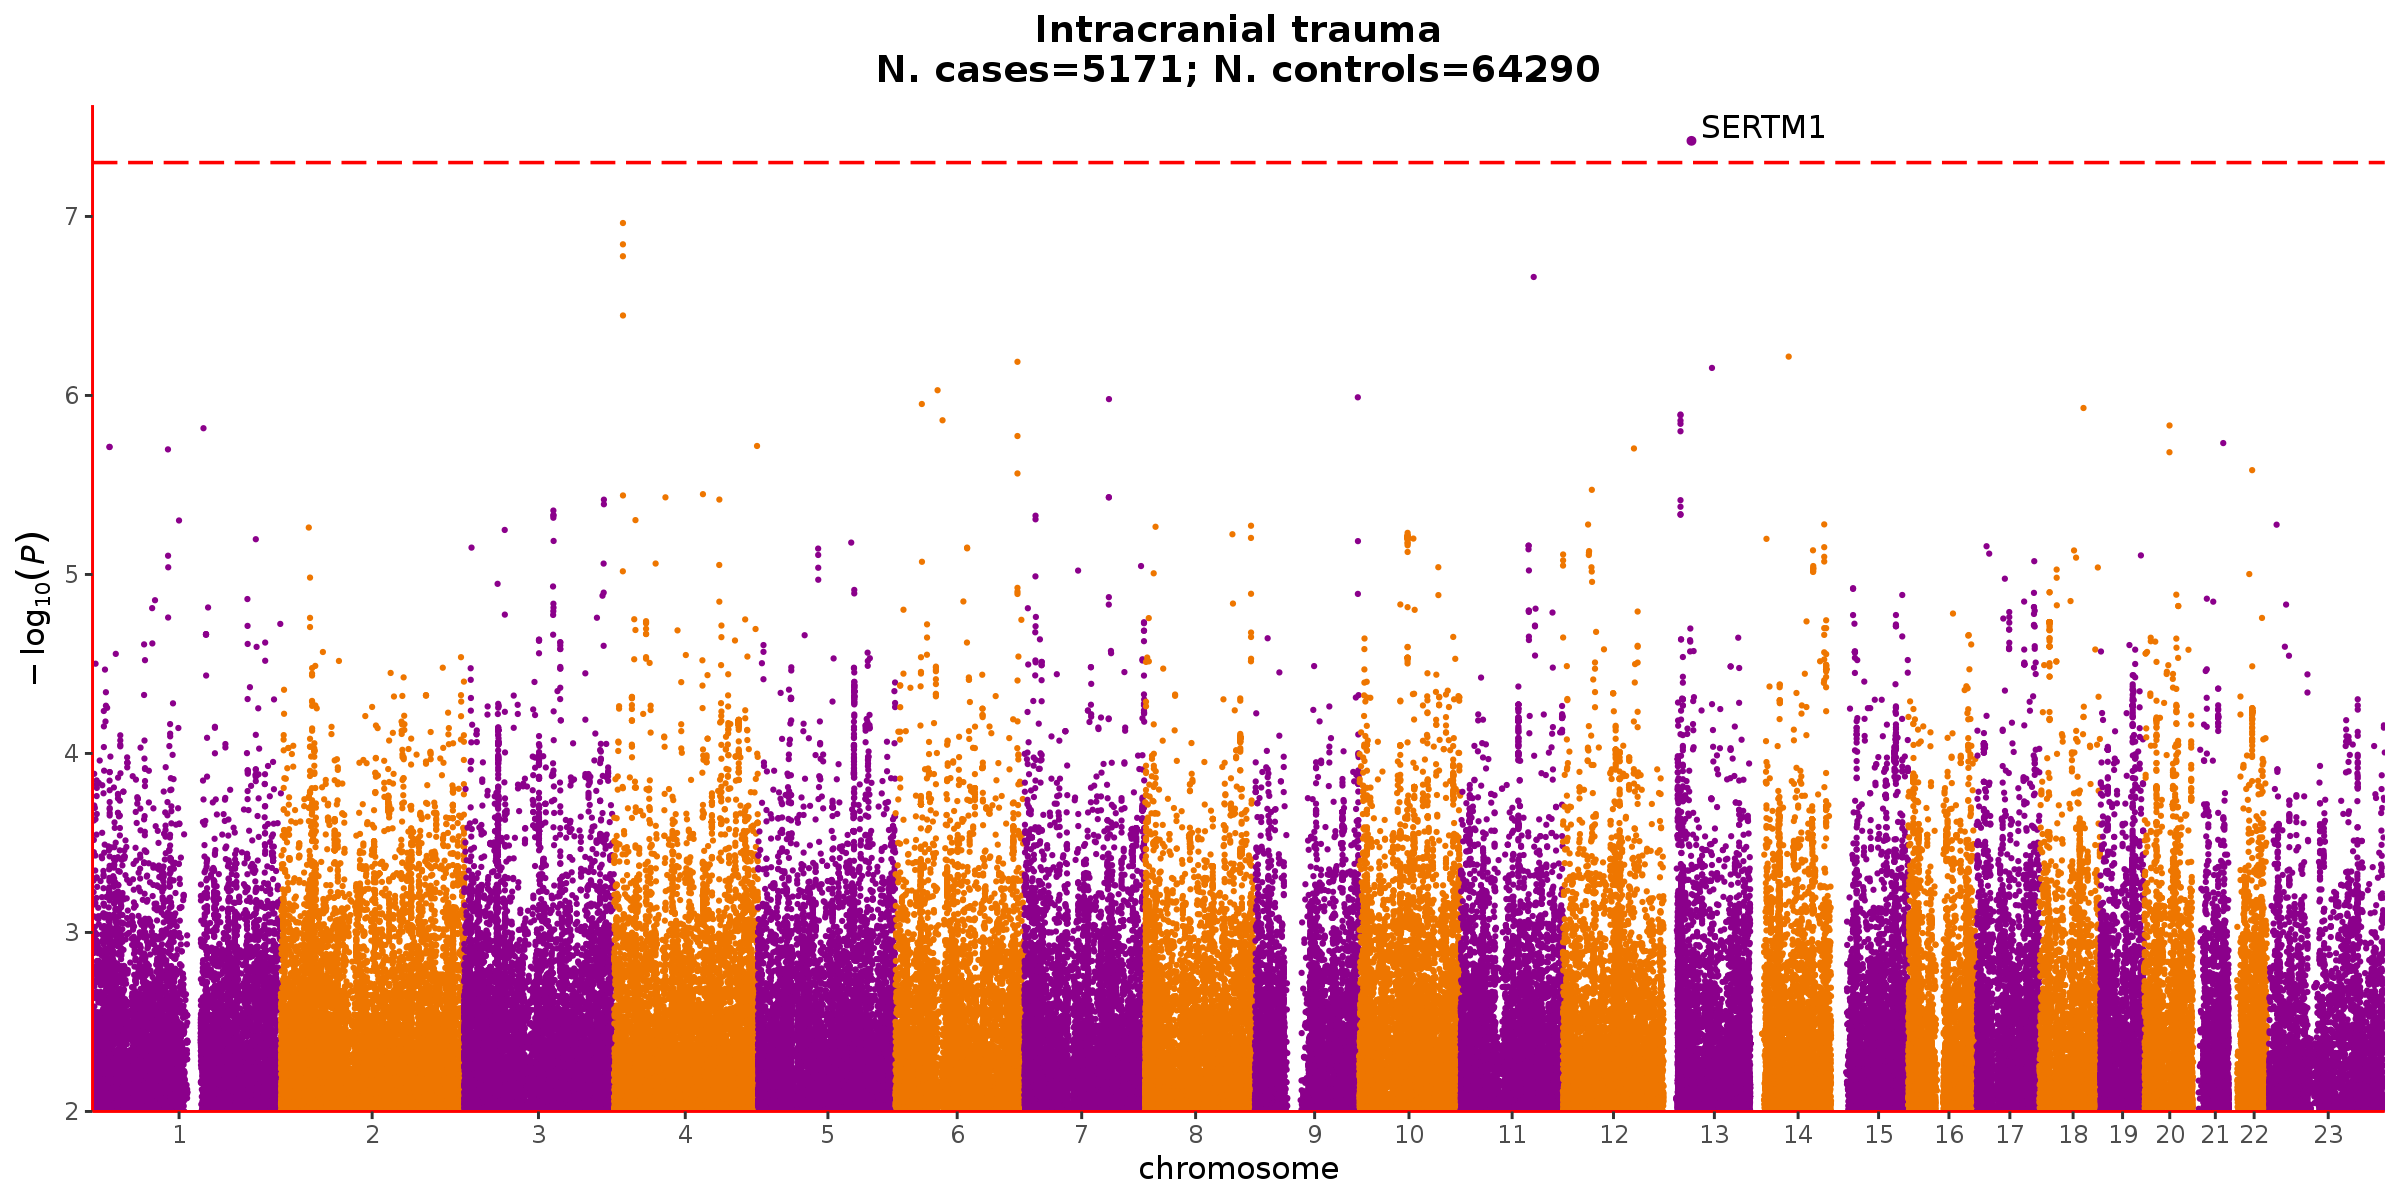 Intracranial trauma
N. cases=5171; N. controls=64290
SERTM1
7
6
5
4
3
2
−log₁₀(P)
1 2 3 4 5 6 7 8 9 10 11 12 13 14 15 16 17 18 19 20 21 22 23
chromosome